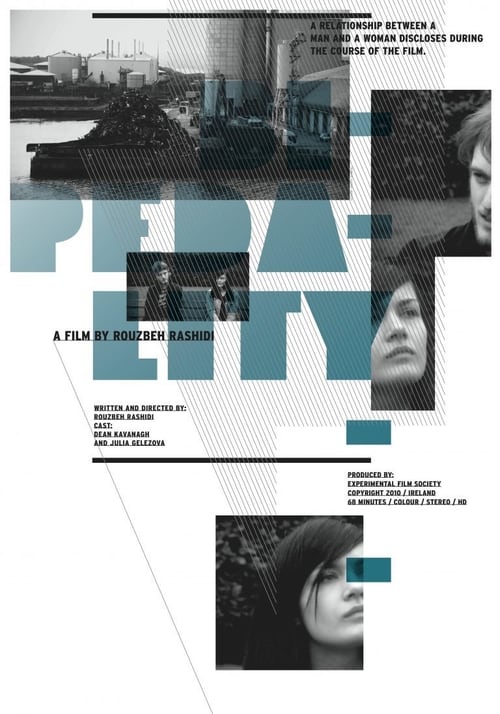 A RELATIONSHIP BETWEEN A
MAN AND A WOMAN DISCLOSES DURING
THE COURSE OF THE FILM.
BI-
PEDA-
LITY
A FILM BY ROUZBEH RASHIDI
WRITTEN AND DIRECTED BY:
ROUZBEH RASHIDI
CAST:
DEAN KAVANAGH
AND JULIA GELEZOVA
PRODUCED BY:
EXPERIMENTAL FILM SOCIETY
COPYRIGHT 2010 / IRELAND
68 MINUTES / COLOUR / STEREO / HD